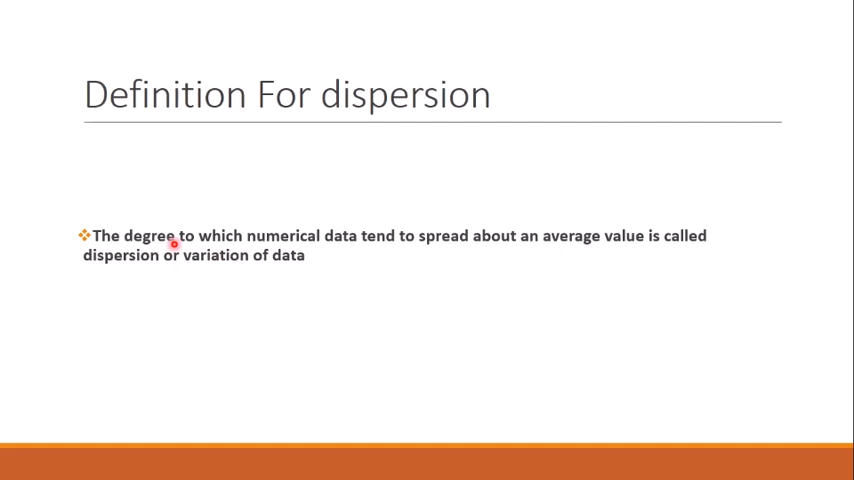 Definition For dispersion
The degree to which numerical data tend to spread about an average value is called
dispersion or variation of data